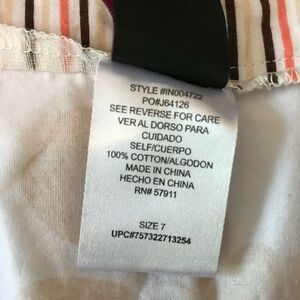 STYLE #IN004722
PO#J64126
SEE REVERSE FOR CARE
VER AL DORSO PARA
CUIDADO
SELF/CUERPO
100% COTTON/ALGODON
MADE IN CHINA
HECHO EN CHINA
RN# 57911
SIZE 7
UPC#757322713254